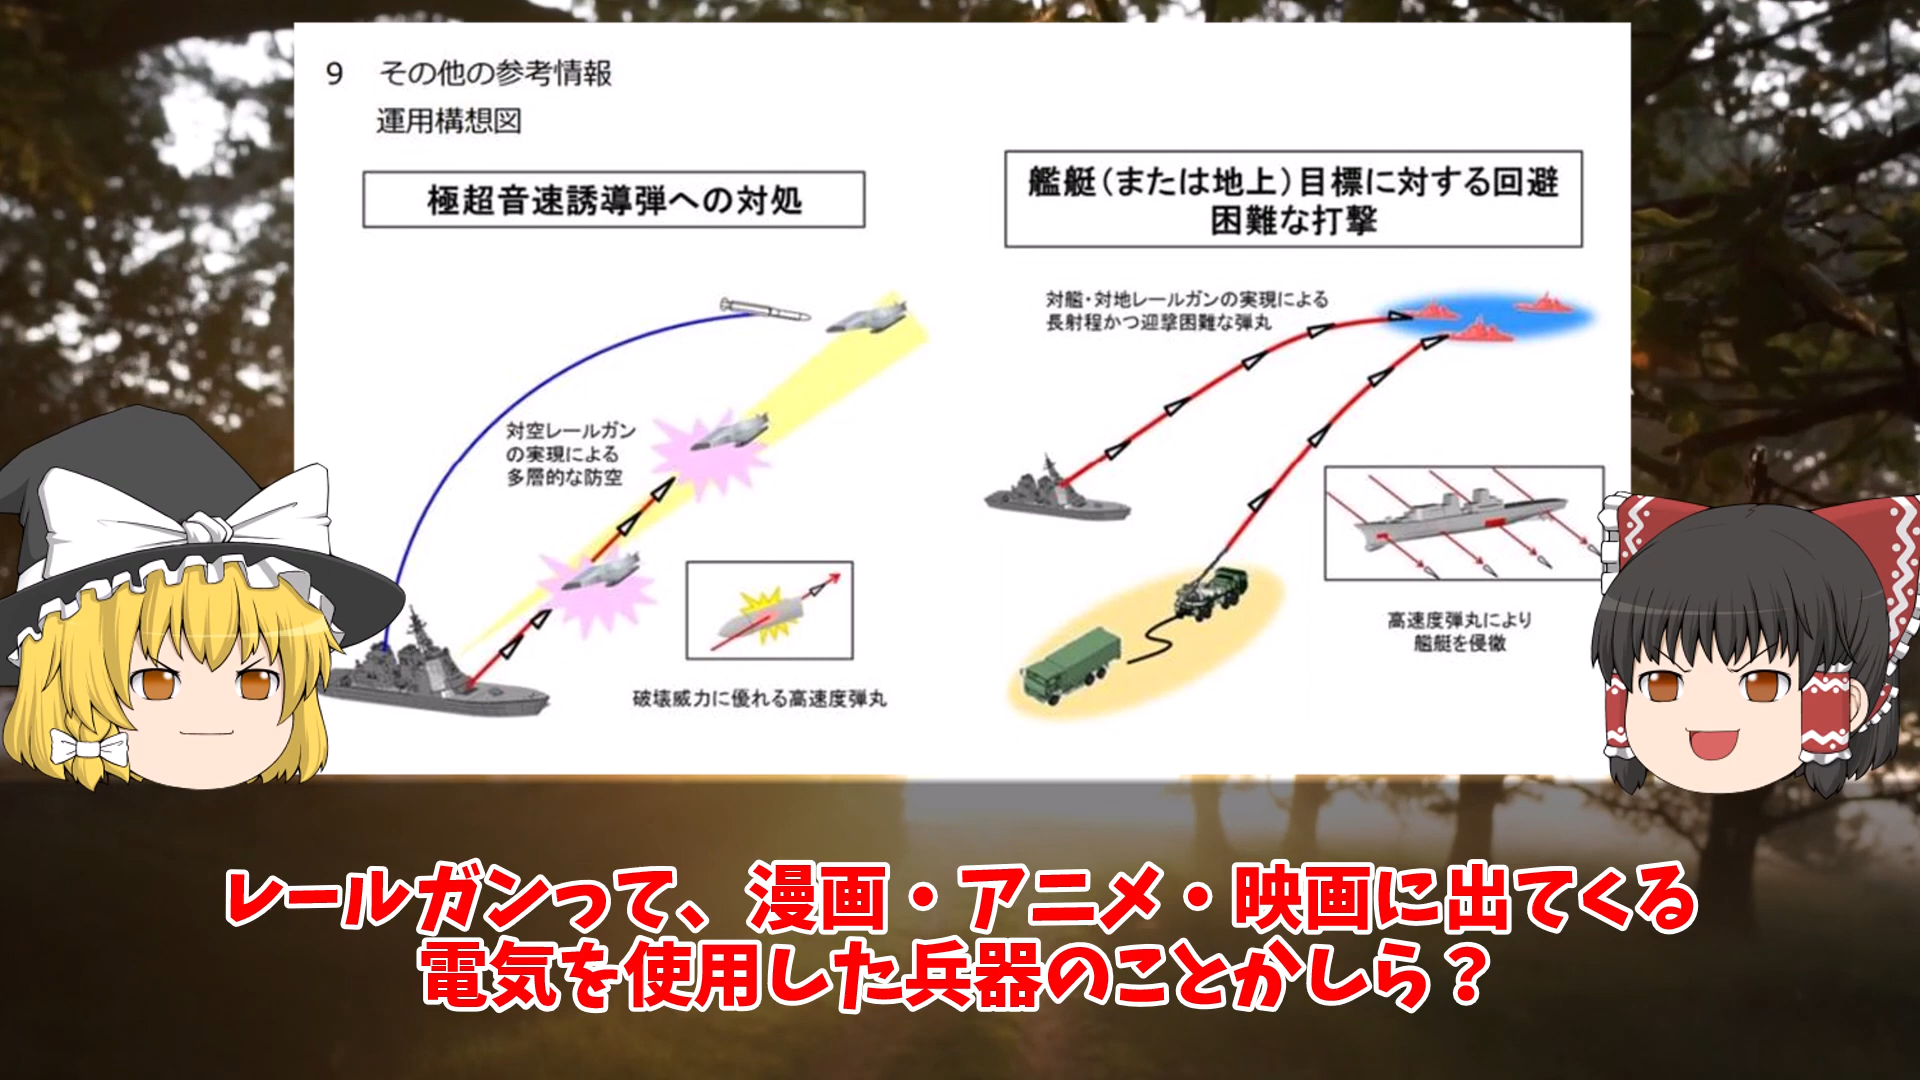 9 その他の参考情報
運用構想図
極超音速誘導弾への対処
対空レールガン
の実現による
多層的な防空
破壊威力に優れる高速度弾丸
艦艇（または地上）目標に対する回避
困難な打撃
対艦・対地レールガンの実現による
長射程かつ迎撃困難な弾丸
高速度弾丸により
艦艇を侵徹
レールガンって、漫画・アニメ・映画に出てくる
電気を使用した兵器のことかしら？